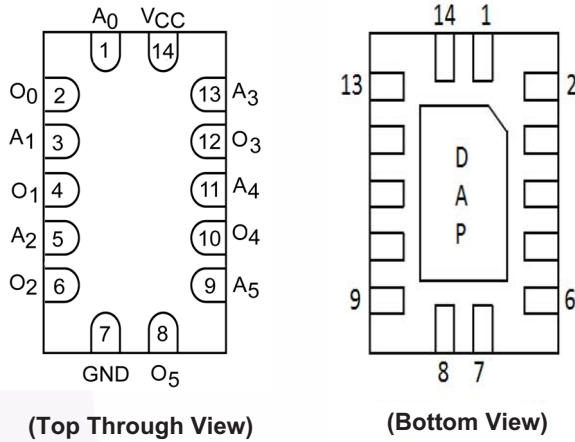 A0 VCC
1 14
O0 2 13 A3
A1 3 12 O3
O1 4 11 A4
A2 5 10 O4
O2 6 9 A5
7 8
GND O5
(Top Through View)
14 1
13 2
D
A
P
9 6
8 7
(Bottom View)